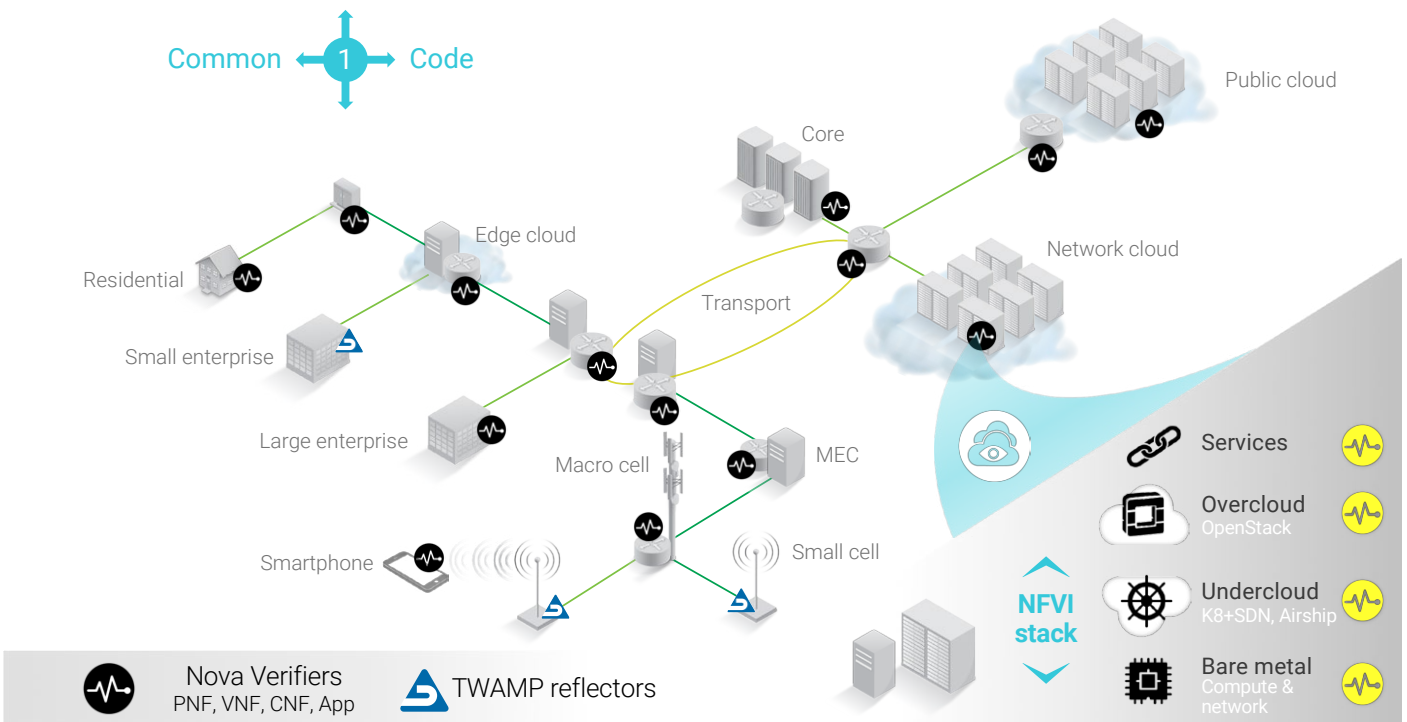 Common 1 Code
Public cloud
Core
Edge cloud
Network cloud
Residential
Transport
Small enterprise
Large enterprise
Macro cell
MEC
Services
Overcloud
OpenStack
Smartphone
Small cell
NFVI
stack
Undercloud
K8+SDN, Airship
Bare metal
Compute &
network
Nova Verifiers
PNF, VNF, CNF, App
TWAMP reflectors